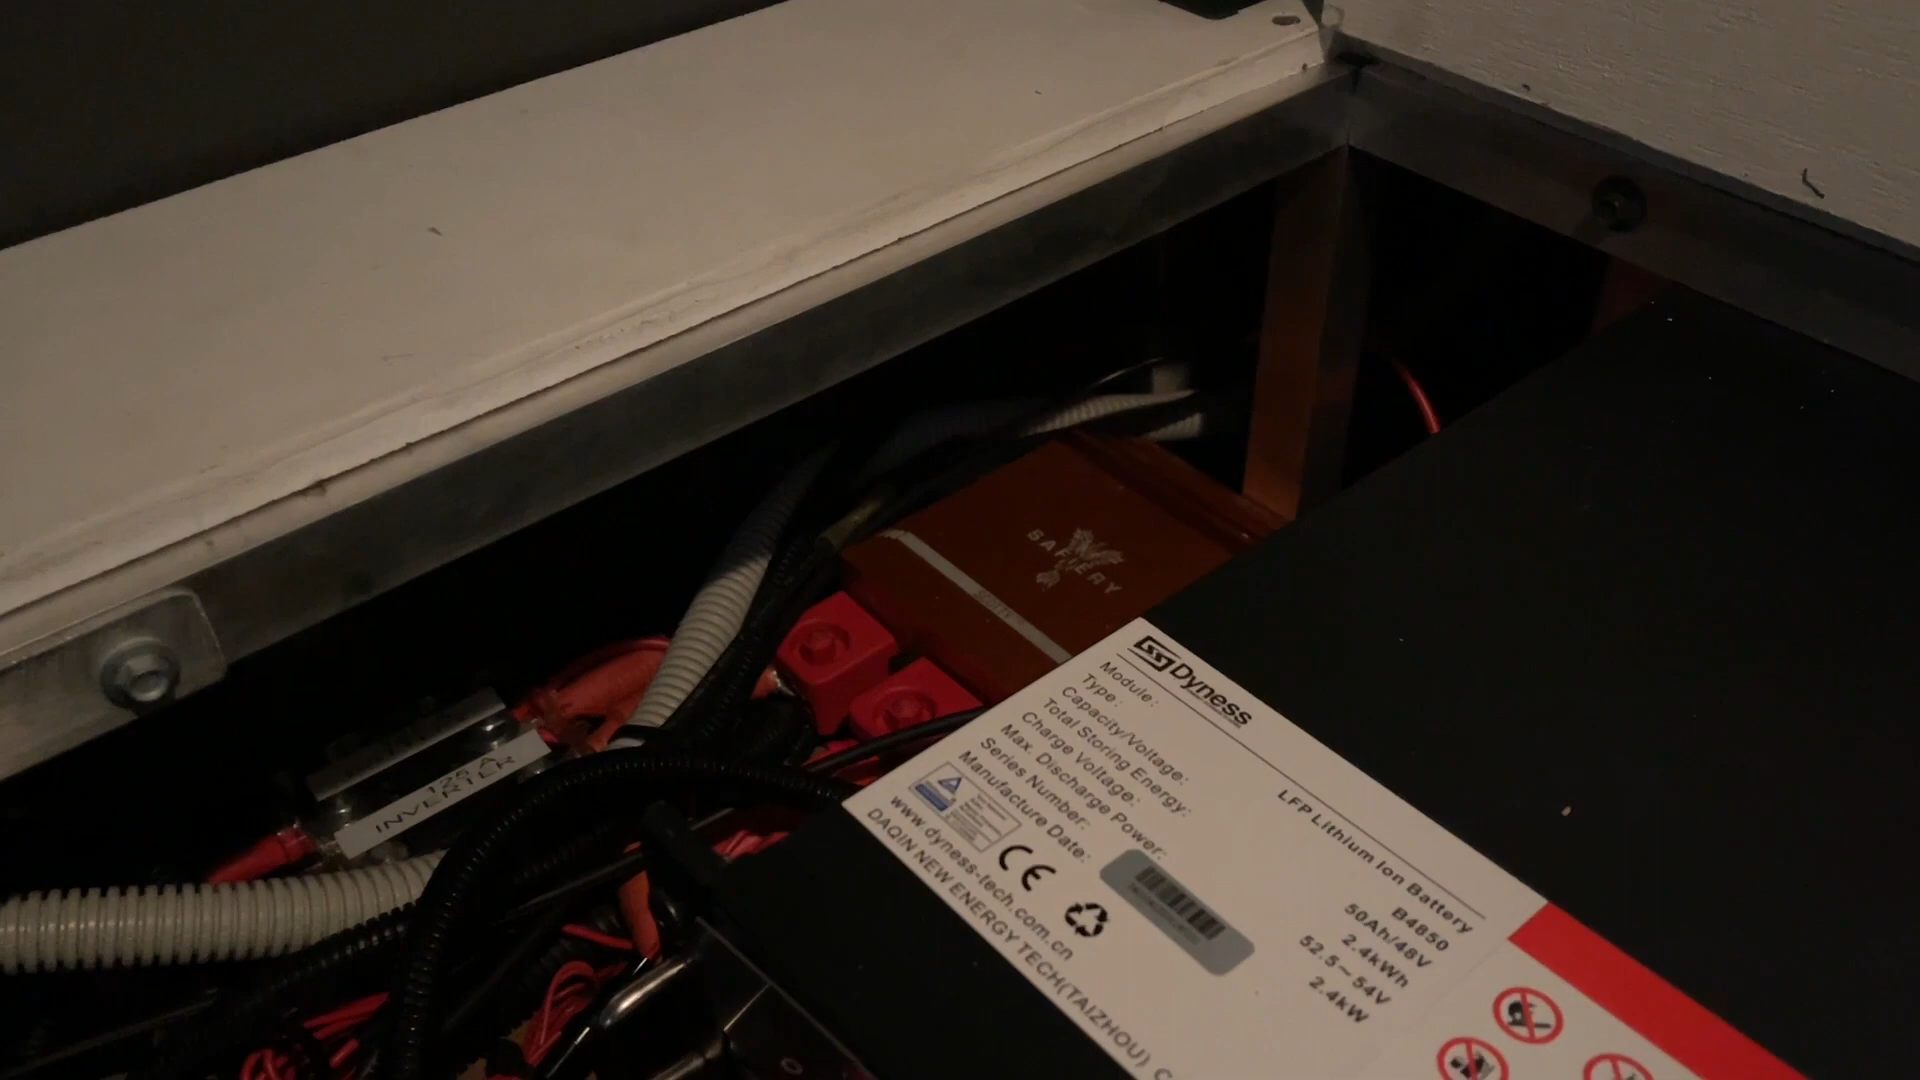 BATTERY
125 A
INVERTER
Dyness
LFP Lithium Ion Battery
Module: B4850
Type: 50Ah/48V
Capacity/Voltage: 2.4kWh
Total Storing Energy: 52.5~54V
Charge Voltage: 2.4kW
Max. Discharge Power:
Series Number:
Manufacture Date:
CE
www.dyness-tech.com.cn
DAQIN NEW ENERGY TECH(TAIZHOU) C